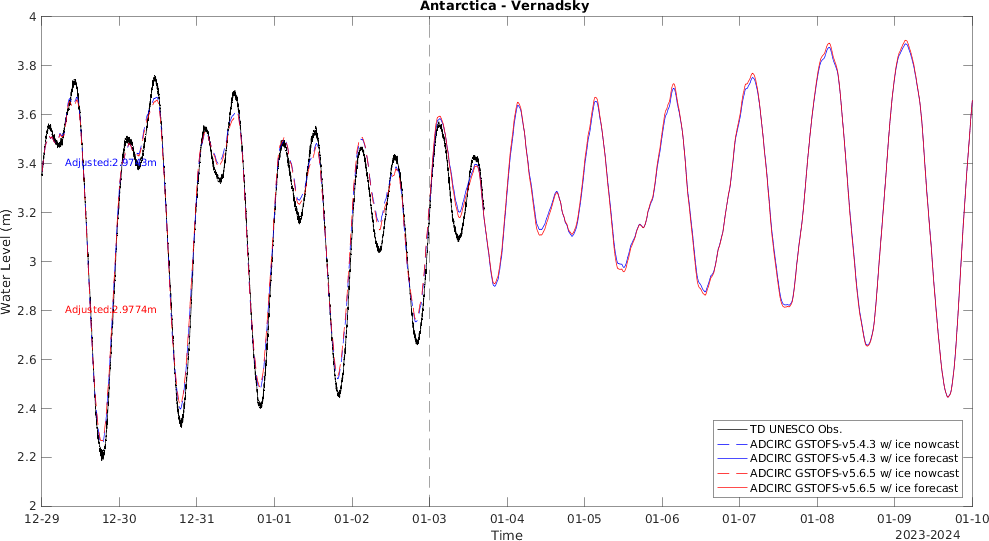 Antarctica - Vernadsky
4
3.8
3.6
3.4
3.2
3
2.8
2.6
2.4
2.2
2
Water Level (m)
Adjusted:2.9774m
TD UNESCO Obs.
ADCIRC GSTOFS-v5.4.3 w/ ice nowcast
ADCIRC GSTOFS-v5.4.3 w/ ice forecast
ADCIRC GSTOFS-v5.6.5 w/ ice nowcast
ADCIRC GSTOFS-v5.6.5 w/ ice forecast
12-29 12-30 12-31 01-01 01-02 01-03 01-04 01-05 01-06 01-07 01-08 01-09 01-10
Time
2023-2024